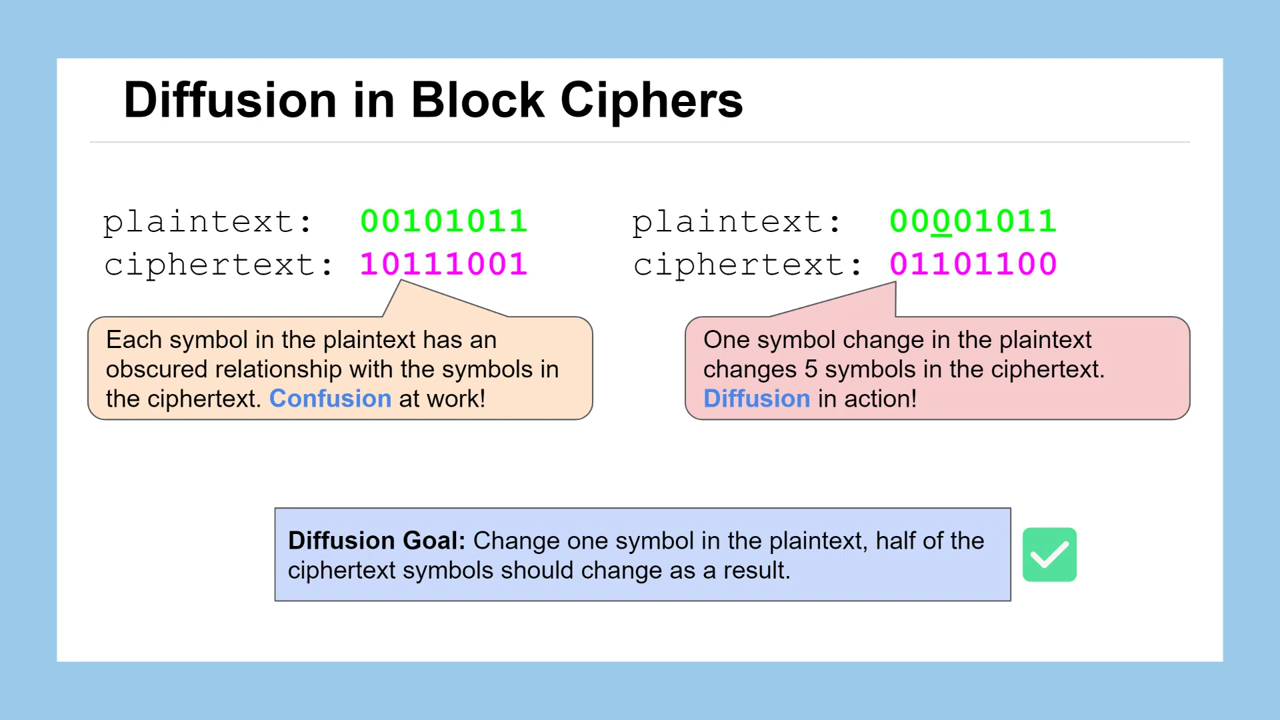 Diffusion in Block Ciphers
plaintext: 00101011
ciphertext: 10111001
plaintext: 00001011
ciphertext: 01101100
Each symbol in the plaintext has an
obscured relationship with the symbols in
the ciphertext. Confusion at work!
One symbol change in the plaintext
changes 5 symbols in the ciphertext.
Diffusion in action!
Diffusion Goal: Change one symbol in the plaintext, half of the
ciphertext symbols should change as a result.